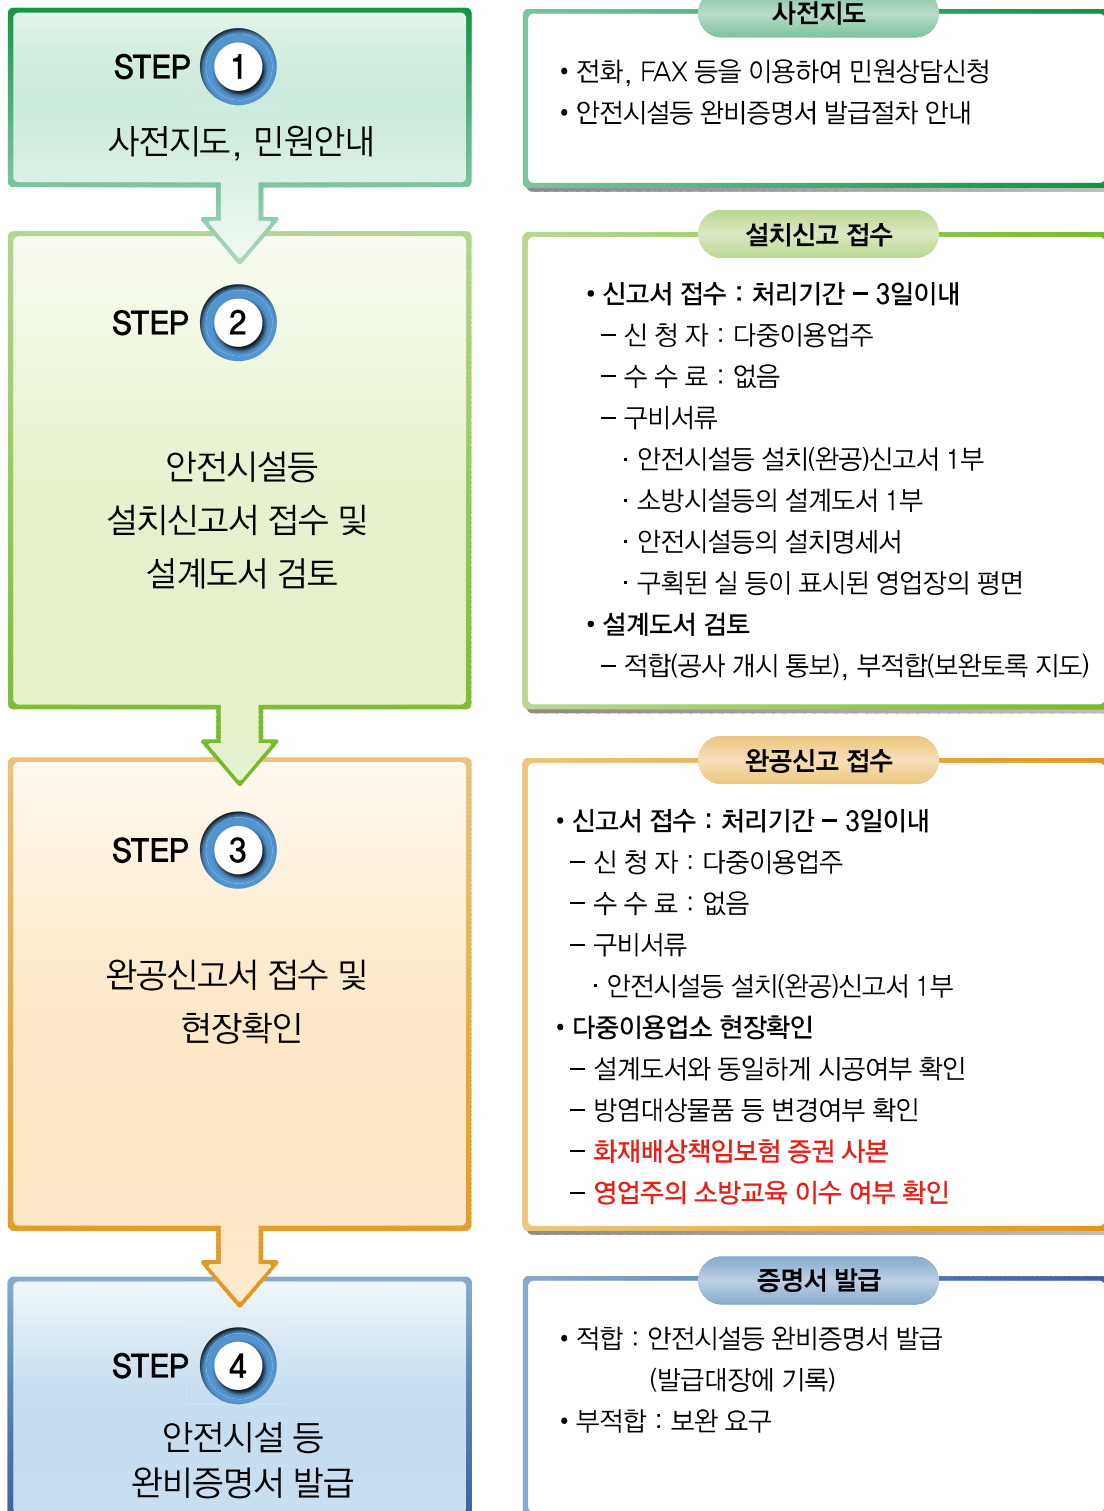 STEP 1
사전지도, 민원안내
사전지도
• 전화, FAX 등을 이용하여 민원상담신청
• 안전시설등 완비증명서 발급절차 안내
STEP 2
안전시설등
설치신고서 접수 및
설계도서 검토
설치신고 접수
• 신고서 접수 : 처리기간 – 3일이내
– 신 청 자 : 다중이용업주
– 수 수 료 : 없음
– 구비서류
· 안전시설등 설치(완공)신고서 1부
· 소방시설등의 설계도서 1부
· 안전시설등의 설치명세서
· 구획된 실 등이 표시된 영업장의 평면
• 설계도서 검토
– 적합(공사 개시 통보), 부적합(보완토록 지도)
STEP 3
완공신고서 접수 및
현장확인
완공신고 접수
• 신고서 접수 : 처리기간 – 3일이내
– 신 청 자 : 다중이용업주
– 수 수 료 : 없음
– 구비서류
· 안전시설등 설치(완공)신고서 1부
• 다중이용업소 현장확인
– 설계도서와 동일하게 시공여부 확인
– 방염대상물품 등 변경여부 확인
– 화재배상책임보험 증권 사본
– 영업주의 소방교육 이수 여부 확인
STEP 4
안전시설 등
완비증명서 발급
증명서 발급
• 적합 : 안전시설등 완비증명서 발급
(발급대장에 기록)
• 부적합 : 보완 요구